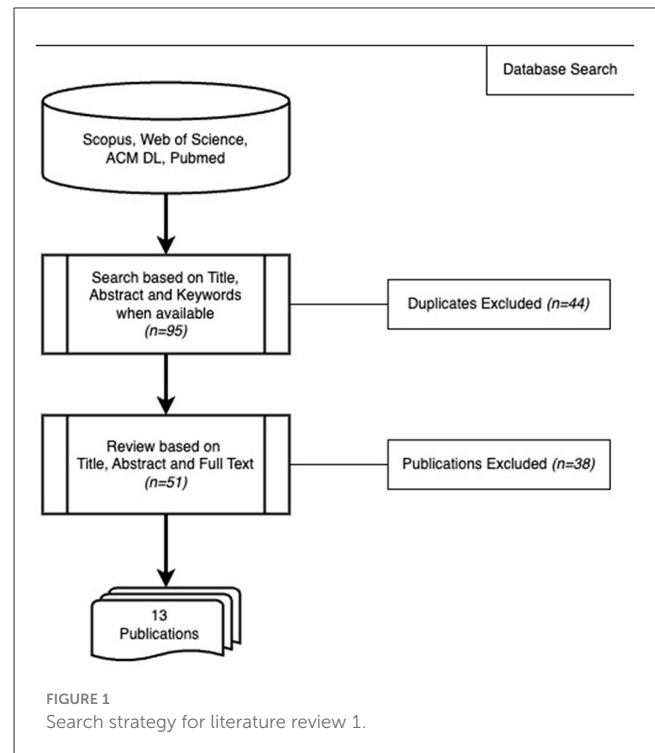 Database Search
Scopus, Web of Science,
ACM DL, Pubmed
Search based on Title,
Abstract and Keywords
when available
(n=95)
Duplicates Excluded (n=44)
Review based on
Title, Abstract and Full Text
(n=51)
Publications Excluded (n=38)
13
Publications
FIGURE 1
Search strategy for literature review 1.